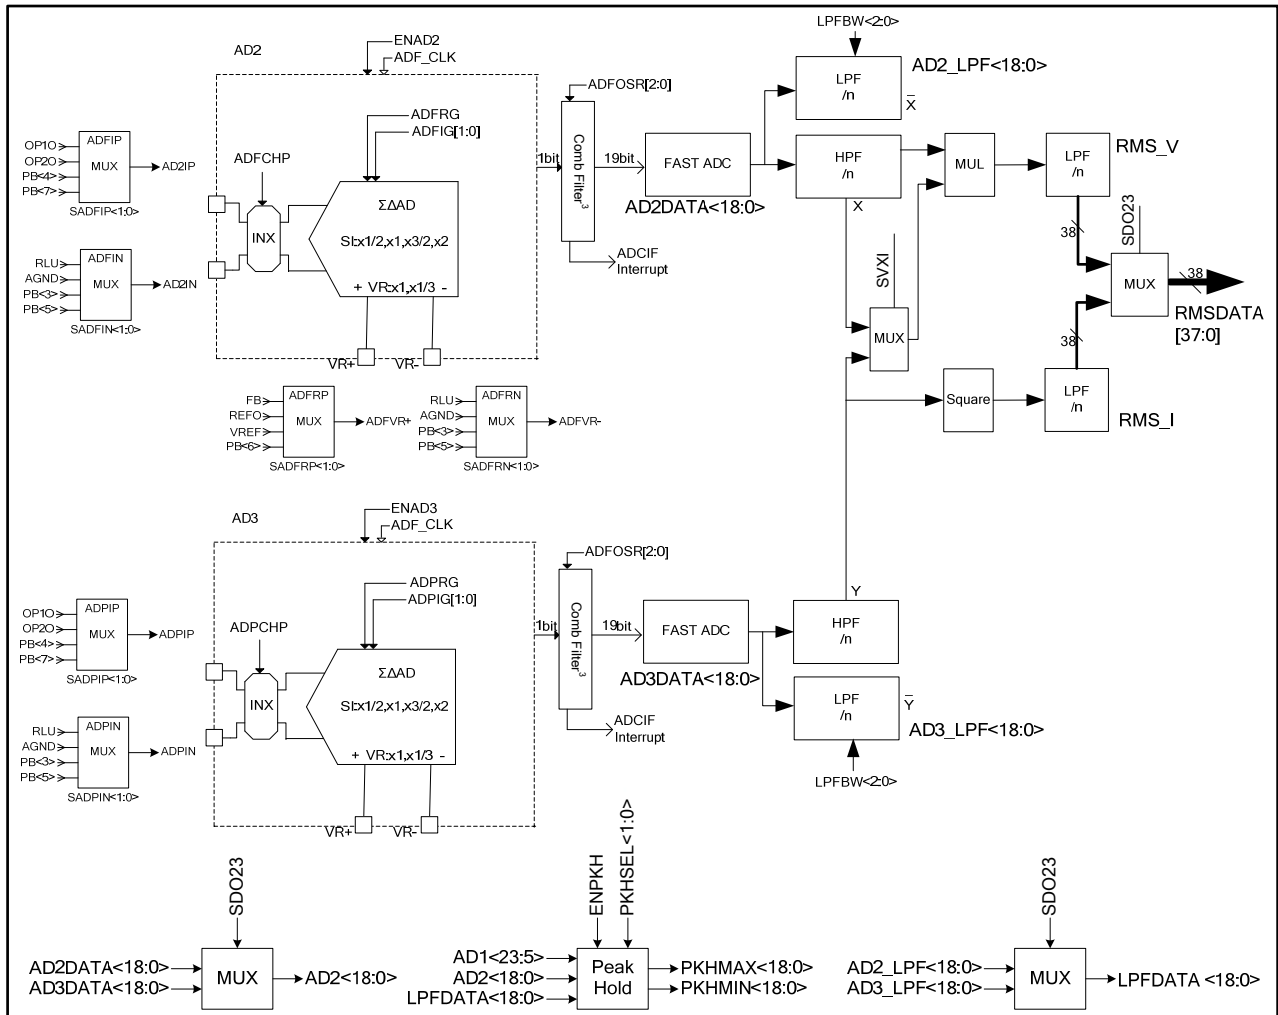 LPFBW<2:0>
AD2
ENAD2
ADF_CLK
LPF
/n
X̅
AD2_LPF<18:0>
ADFOSR[2:0]
ADFRG
ADFIG[1:0]
OP1O
OP2O
PB<4>
PB<7>
ADFIP
MUX
AD2IP
SADFIP<1:0>
ADFCHP
INX
ΣΔAD
SI:x1/2,x1,x3/2,x2
+ VR:x1,x1/3 -
VR+
VR-
1bit
Comb Filter³
19bit
FAST ADC
AD2DATA<18:0>
ADCIF
Interrupt
HPF
/n
X
MUL
LPF
/n
RMS_V
38
SDO23
MUX
38
RMSDATA
[37:0]
SVXI
MUX
38
Square
LPF
/n
RMS_I
RLU
AGND
PB<3>
PB<5>
ADFIN
MUX
AD2IN
SADFIN<1:0>
FB
REFO
VREF
PB<6>
ADFRP
MUX
ADFVR+
SADFRP<1:0>
RLU
AGND
PB<3>
PB<5>
ADFRN
MUX
ADFVR-
SADFRN<1:0>
AD3
ENAD3
ADF_CLK
ADFOSR[2:0]
ADPRG
ADPIG[1:0]
OP1O
OP2O
PB<4>
PB<7>
ADPIP
MUX
ADPIP
SADPIP<1:0>
ADPCHP
INX
ΣΔAD
SI:x1/2,x1,x3/2,x2
+ VR:x1,x1/3 -
VR+
VR-
1bit
Comb Filter³
19bit
FAST ADC
AD3DATA<18:0>
ADCIF
Interrupt
Y
HPF
/n
LPF
/n
Y̅
AD3_LPF<18:0>
LPFBW<2:0>
RLU
AGND
PB<3>
PB<5>
ADPIN
MUX
ADPIN
SADPIN<1:0>
SDO23
AD2DATA<18:0>
AD3DATA<18:0>
MUX
AD2<18:0>
ENPKH
PKHSEL<1:0>
AD1<23:5>
AD2<18:0>
LPFDATA<18:0>
Peak
Hold
PKHMAX<18:0>
PKHMIN<18:0>
SDO23
AD2_LPF<18:0>
AD3_LPF<18:0>
MUX
LPFDATA <18:0>